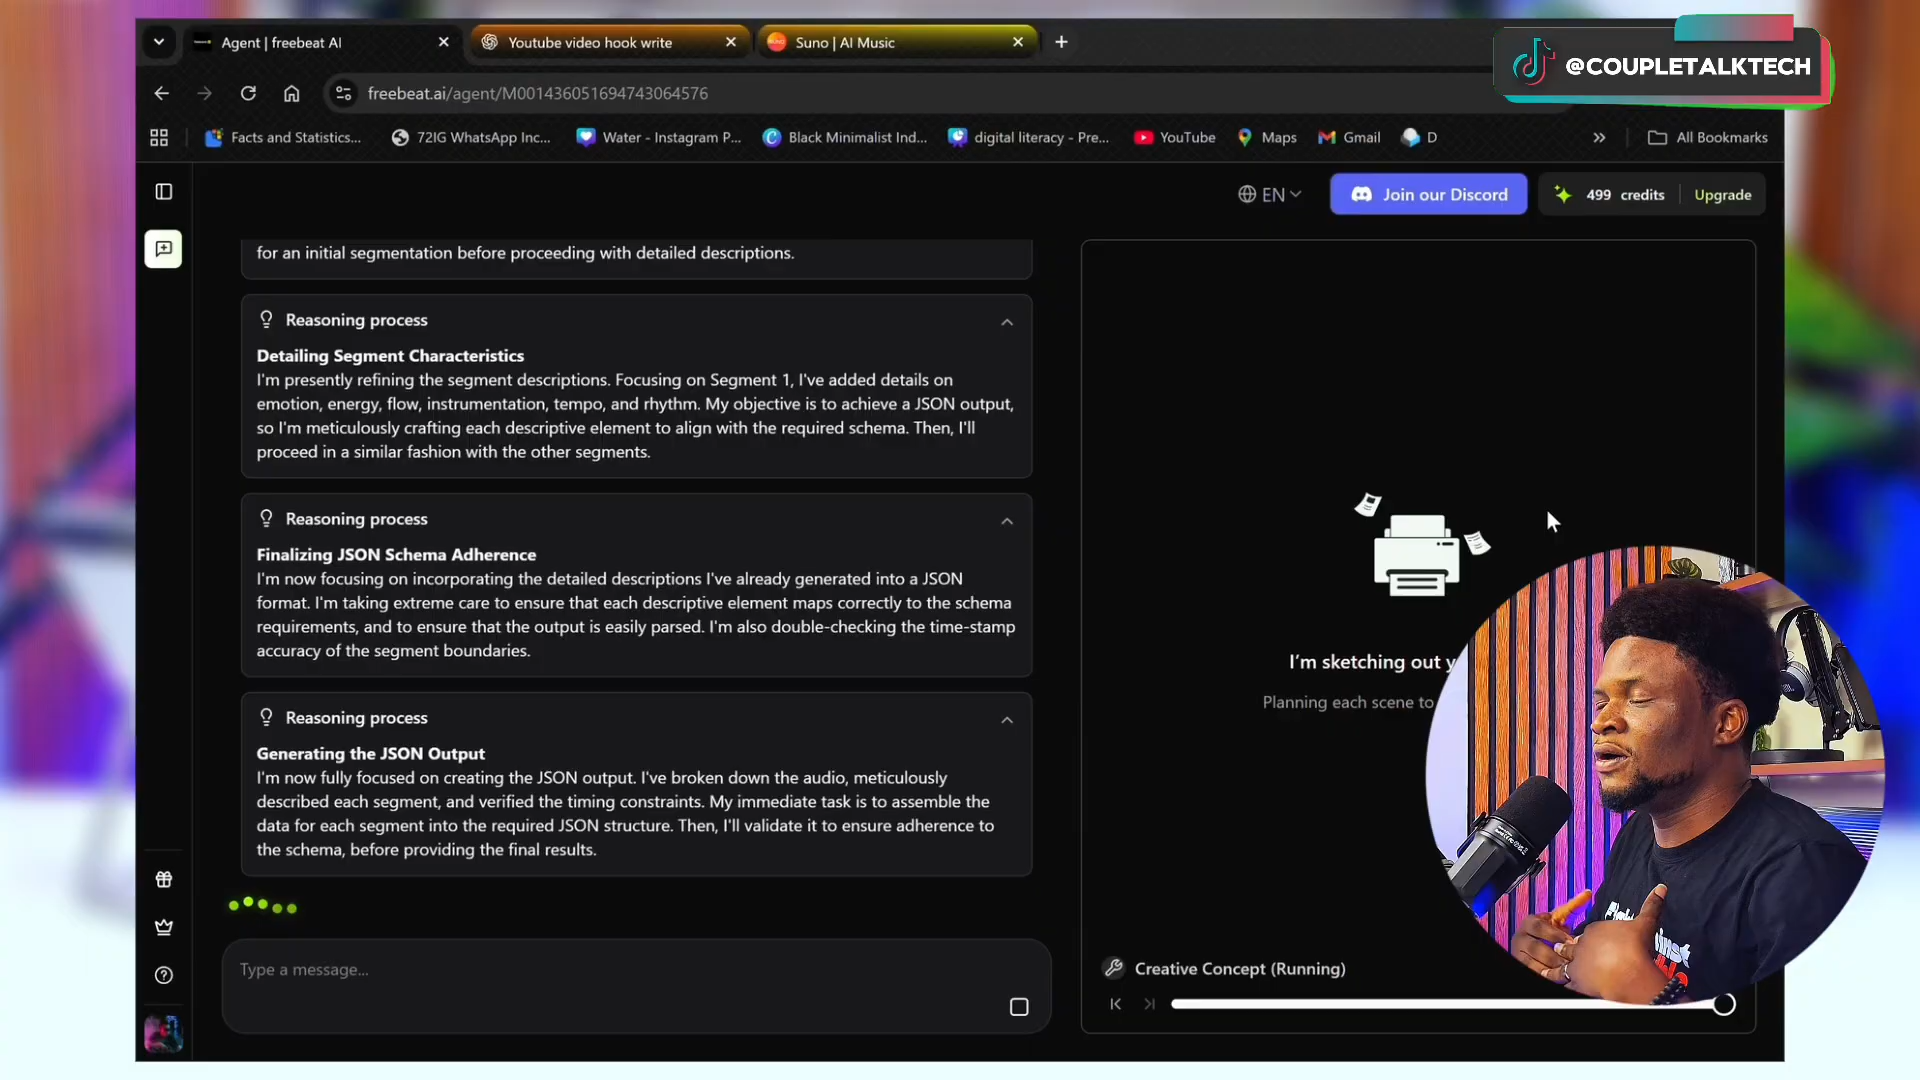 Agent | freebeat AI
Youtube video hook write
Suno | AI Music
@COUPLETALKTECH
freebeat.ai/agent/M001436051694743064576
Facts and Statistics...
72IG WhatsApp Inc...
Water - Instagram P...
Black Minimalist Ind...
digital literacy - Pre...
YouTube
Maps
Gmail
D
All Bookmarks
EN
Join our Discord
499 credits
Upgrade
for an initial segmentation before proceeding with detailed descriptions.
Reasoning process
Detailing Segment Characteristics
I'm presently refining the segment descriptions. Focusing on Segment 1, I've added details on
emotion, energy, flow, instrumentation, tempo, and rhythm. My objective is to achieve a JSON output,
so I'm meticulously crafting each descriptive element to align with the required schema. Then, I'll
proceed in a similar fashion with the other segments.
Reasoning process
Finalizing JSON Schema Adherence
I'm now focusing on incorporating the detailed descriptions I've already generated into a JSON
format. I'm taking extreme care to ensure that each descriptive element maps correctly to the schema
requirements, and to ensure that the output is easily parsed. I'm also double-checking the time-stamp
accuracy of the segment boundaries.
Reasoning process
Generating the JSON Output
I'm now fully focused on creating the JSON output. I've broken down the audio, meticulously
described each segment, and verified the timing constraints. My immediate task is to assemble the
data for each segment into the required JSON structure. Then, I'll validate it to ensure adherence to
the schema, before providing the final results.
Type a message...
I'm sketching out y
Planning each scene to
Creative Concept (Running)